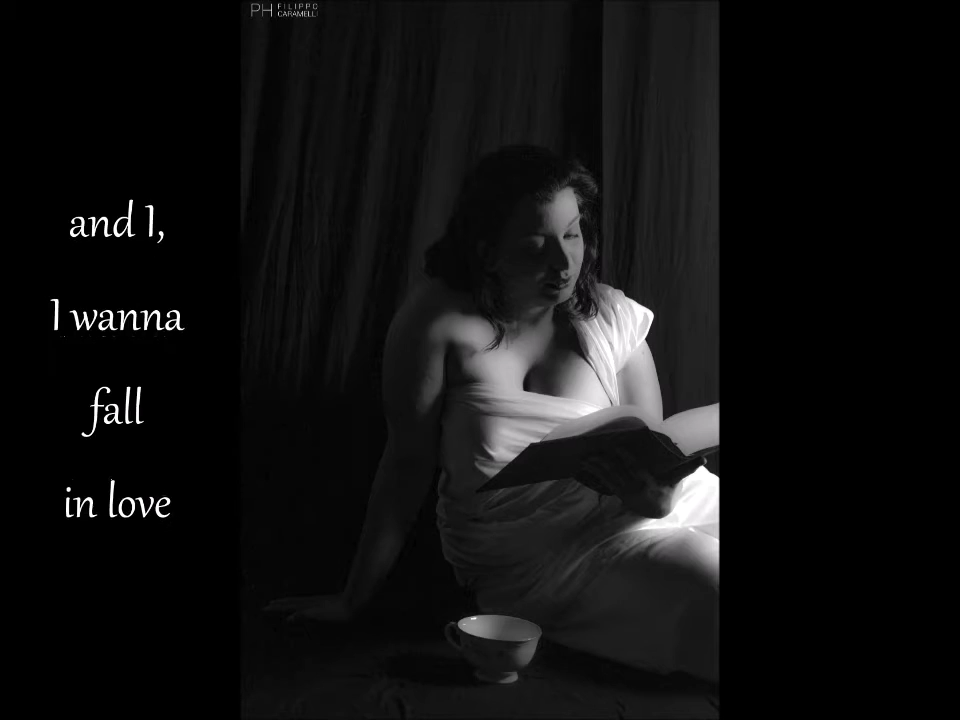 PH FILIPPO
CARAMELLI
and I,
I wanna
fall
in love